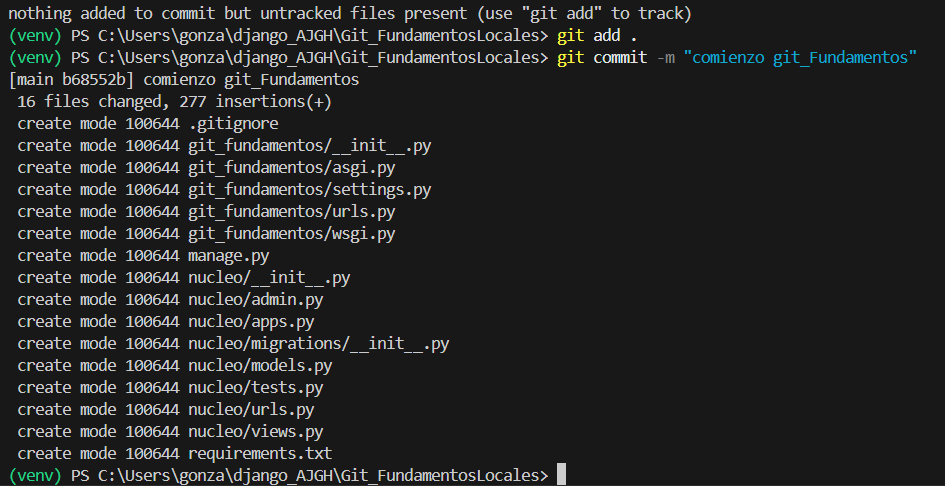 nothing added to commit but untracked files present (use "git add" to track)
(venv) PS C:\Users\gonza\django_AJGH\Git_FundamentosLocales> git add .
(venv) PS C:\Users\gonza\django_AJGH\Git_FundamentosLocales> git commit -m "comienzo git_Fundamentos"
[main b68552b] comienzo git_Fundamentos
 16 files changed, 277 insertions(+)
 create mode 100644 .gitignore
 create mode 100644 git_fundamentos/__init__.py
 create mode 100644 git_fundamentos/asgi.py
 create mode 100644 git_fundamentos/settings.py
 create mode 100644 git_fundamentos/urls.py
 create mode 100644 git_fundamentos/wsgi.py
 create mode 100644 manage.py
 create mode 100644 nucleo/__init__.py
 create mode 100644 nucleo/admin.py
 create mode 100644 nucleo/apps.py
 create mode 100644 nucleo/migrations/__init__.py
 create mode 100644 nucleo/models.py
 create mode 100644 nucleo/tests.py
 create mode 100644 nucleo/urls.py
 create mode 100644 nucleo/views.py
 create mode 100644 requirements.txt
(venv) PS C:\Users\gonza\django_AJGH\Git_FundamentosLocales>